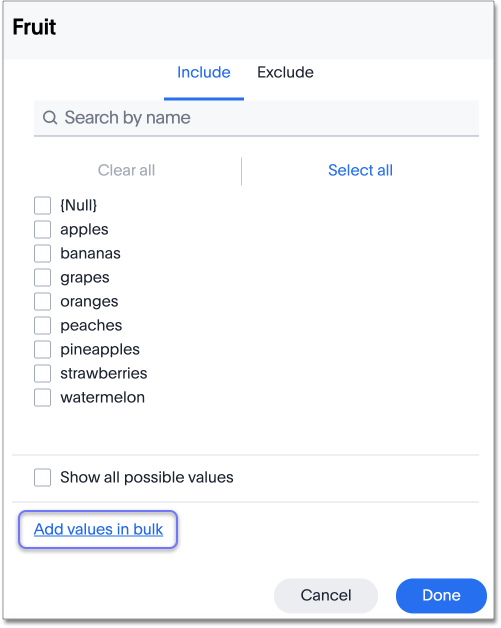 Fruit
Include Exclude
Search by name
Clear all Select all
{Null}
apples
bananas
grapes
oranges
peaches
pineapples
strawberries
watermelon
Show all possible values
Add values in bulk
Cancel Done